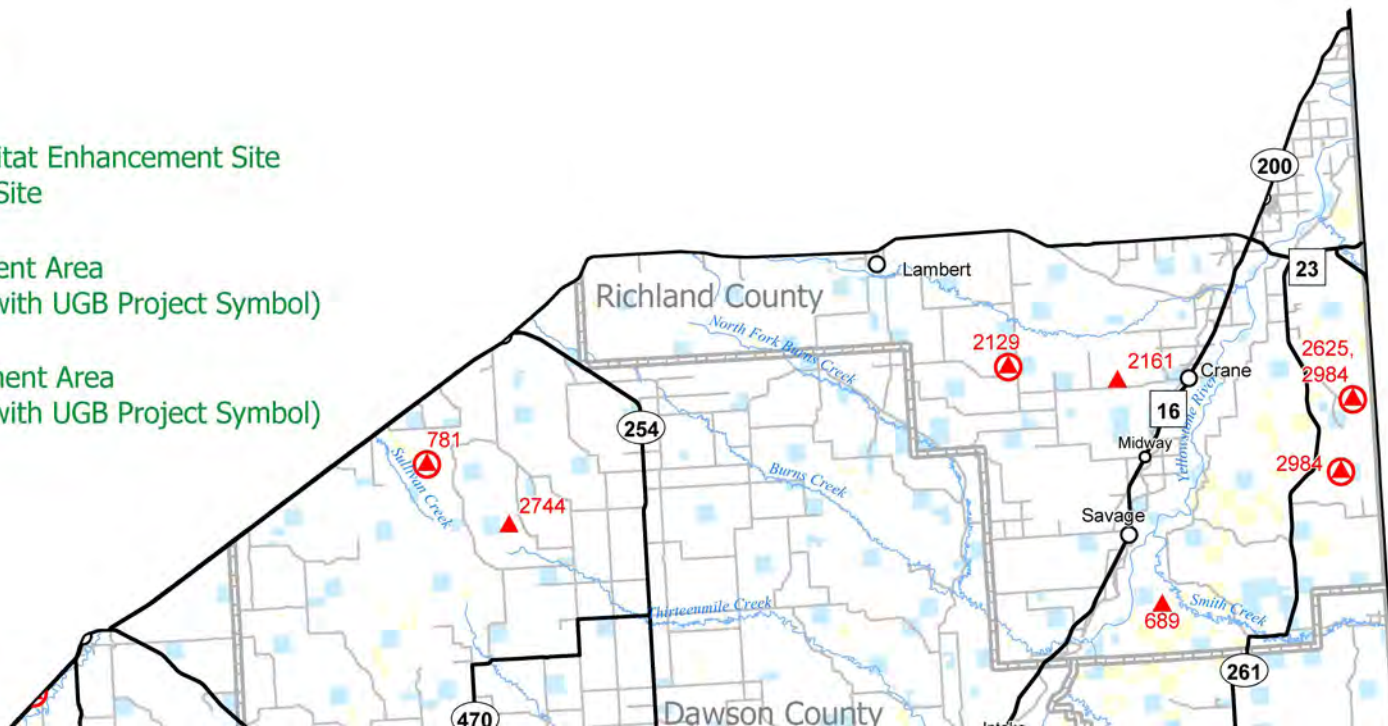 itat Enhancement Site
Site
ent Area
with UGB Project Symbol)
ment Area
with UGB Project Symbol)
200
Lambert
23
Richland County
North Fork Burns Creek
2129
2161
2625,
2984
Crane
16
254
781
Midway
Yellowstone River
Sullivan Creek
Burns Creek
2984
2744
Savage
Thirteenmile Creek
Smith Creek
689
261
470
Dawson County
Intake